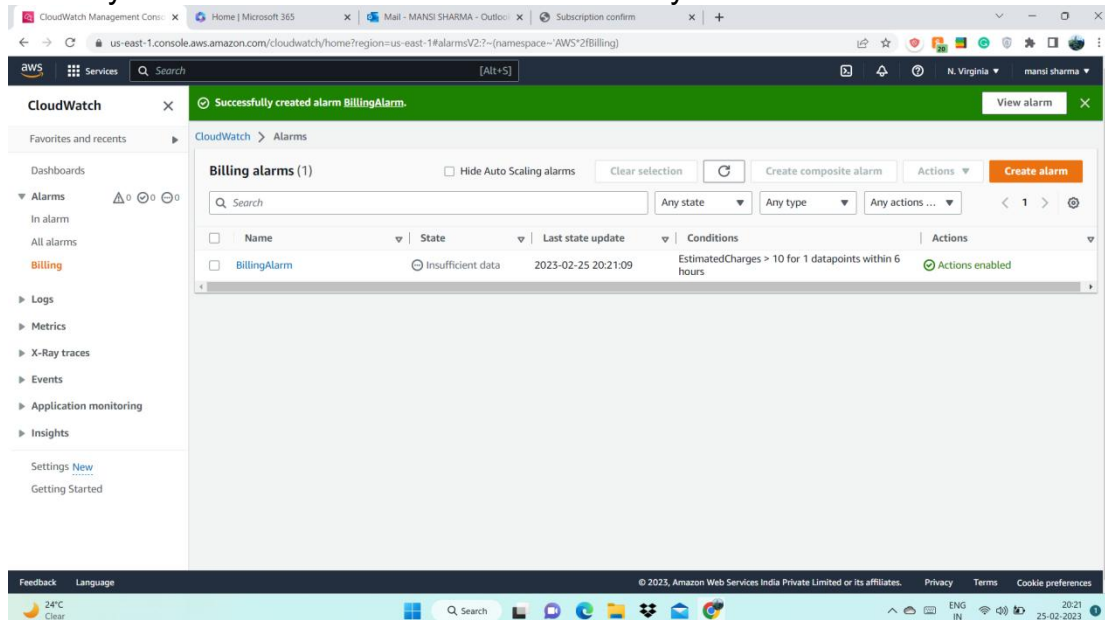 CloudWatch Management Consc
Home | Microsoft 365
Mail - MANSI SHARMA - Outlool
Subscription confirm
us-east-1.console.aws.amazon.com/cloudwatch/home?region=us-east-1#alarmsV2:?~(namespace~'AWS*2fBilling)
20
aws Services Search [Alt+S] N. Virginia ▼ mansi sharma ▼
CloudWatch
Successfully created alarm BillingAlarm.
View alarm
Favorites and recents
CloudWatch > Alarms
Dashboards
Alarms 0 0 0
In alarm
All alarms
Billing
Logs
Metrics
X-Ray traces
Events
Application monitoring
Insights
Settings New
Getting Started
Billing alarms (1)
Hide Auto Scaling alarms
Clear selection
Create composite alarm
Actions
Create alarm
Search
Any state
Any type
Any actions ...
< 1 >
Name State Last state update Conditions Actions
BillingAlarm Insufficient data 2023-02-25 20:21:09 EstimatedCharges > 10 for 1 datapoints within 6
hours
Actions enabled
Feedback Language © 2023, Amazon Web Services India Private Limited or its affiliates. Privacy Terms Cookie preferences
24°C
Clear
Search
ENG
IN
20:21
25-02-2023
1